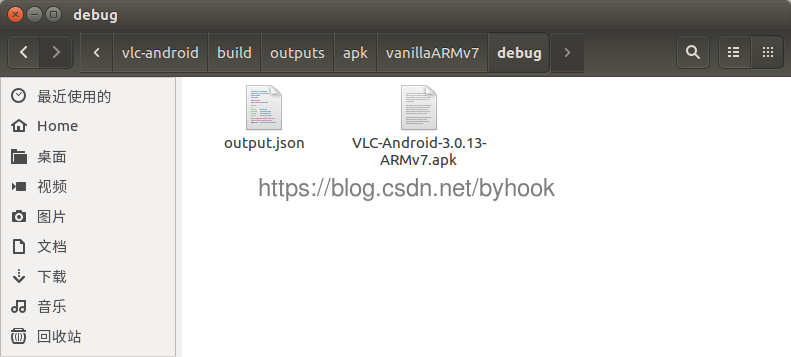 debug
vlc-android
build
outputs
apk
vanillaARMv7
debug
最近使用的
Home
桌面
视频
图片
文档
下载
音乐
回收站
output.json
VLC-Android-3.0.13-
ARMv7.apk
https://blog.csdn.net/byhook